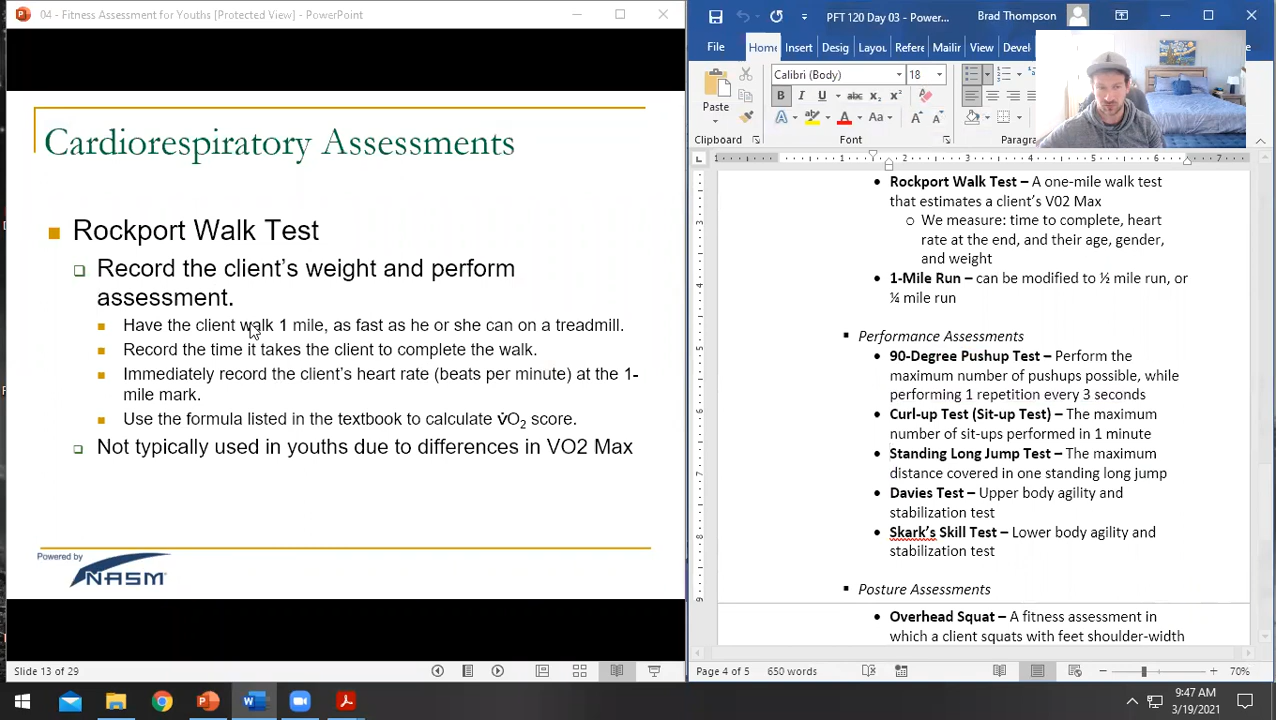 04 - Fitness Assessment for Youths [Protected View] - PowerPoint
Cardiorespiratory Assessments
Rockport Walk Test
Record the client's weight and perform
assessment.
Have the client walk 1 mile, as fast as he or she can on a treadmill.
Record the time it takes the client to complete the walk.
Immediately record the client's heart rate (beats per minute) at the 1-
mile mark.
Use the formula listed in the textbook to calculate V̇O₂ score.
Not typically used in youths due to differences in VO2 Max
Powered by
NASM
Slide 13 of 29
PFT 120 Day 03 -...
Brad Thompson
File Home Insert Desig Layou Refere Mailir View Develo
Calibri (Body) 18
Paste
B I U ab x₂ x²
A A Aa
Clipboard Font Paragra
1 2 3 4 5 6 7
Rockport Walk Test – A one-mile walk test
that estimates a client's V02 Max
o We measure: time to complete, heart
rate at the end, and their age, gender,
and weight
1-Mile Run – can be modified to ½ mile run, or
¼ mile run
Performance Assessments
90-Degree Pushup Test – Perform the
maximum number of pushups possible, while
performing 1 repetition every 3 seconds
Curl-up Test (Sit-up Test) – The maximum
number of sit-ups performed in 1 minute
Standing Long Jump Test – The maximum
distance covered in one standing long jump
Davies Test – Upper body agility and
stabilization test
Skark's Skill Test – Lower body agility and
stabilization test
Posture Assessments
Overhead Squat – A fitness assessment in
which a client squats with feet shoulder-width
Page 4 of 5 650 words 70%
9:47 AM
3/19/2021